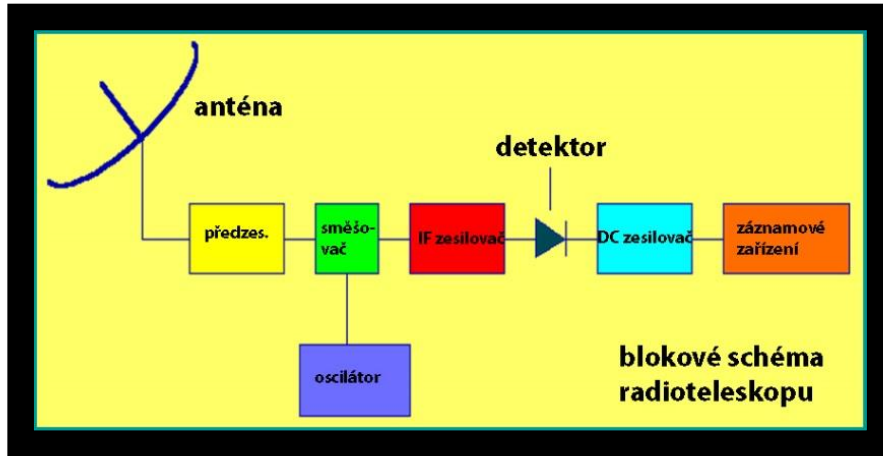 anténa
detektor
předzes.
směšo-
vač
IF zesilovač
DC zesilovač
záznamové
zařízení
oscilátor
blokové schéma
radioteleskopu